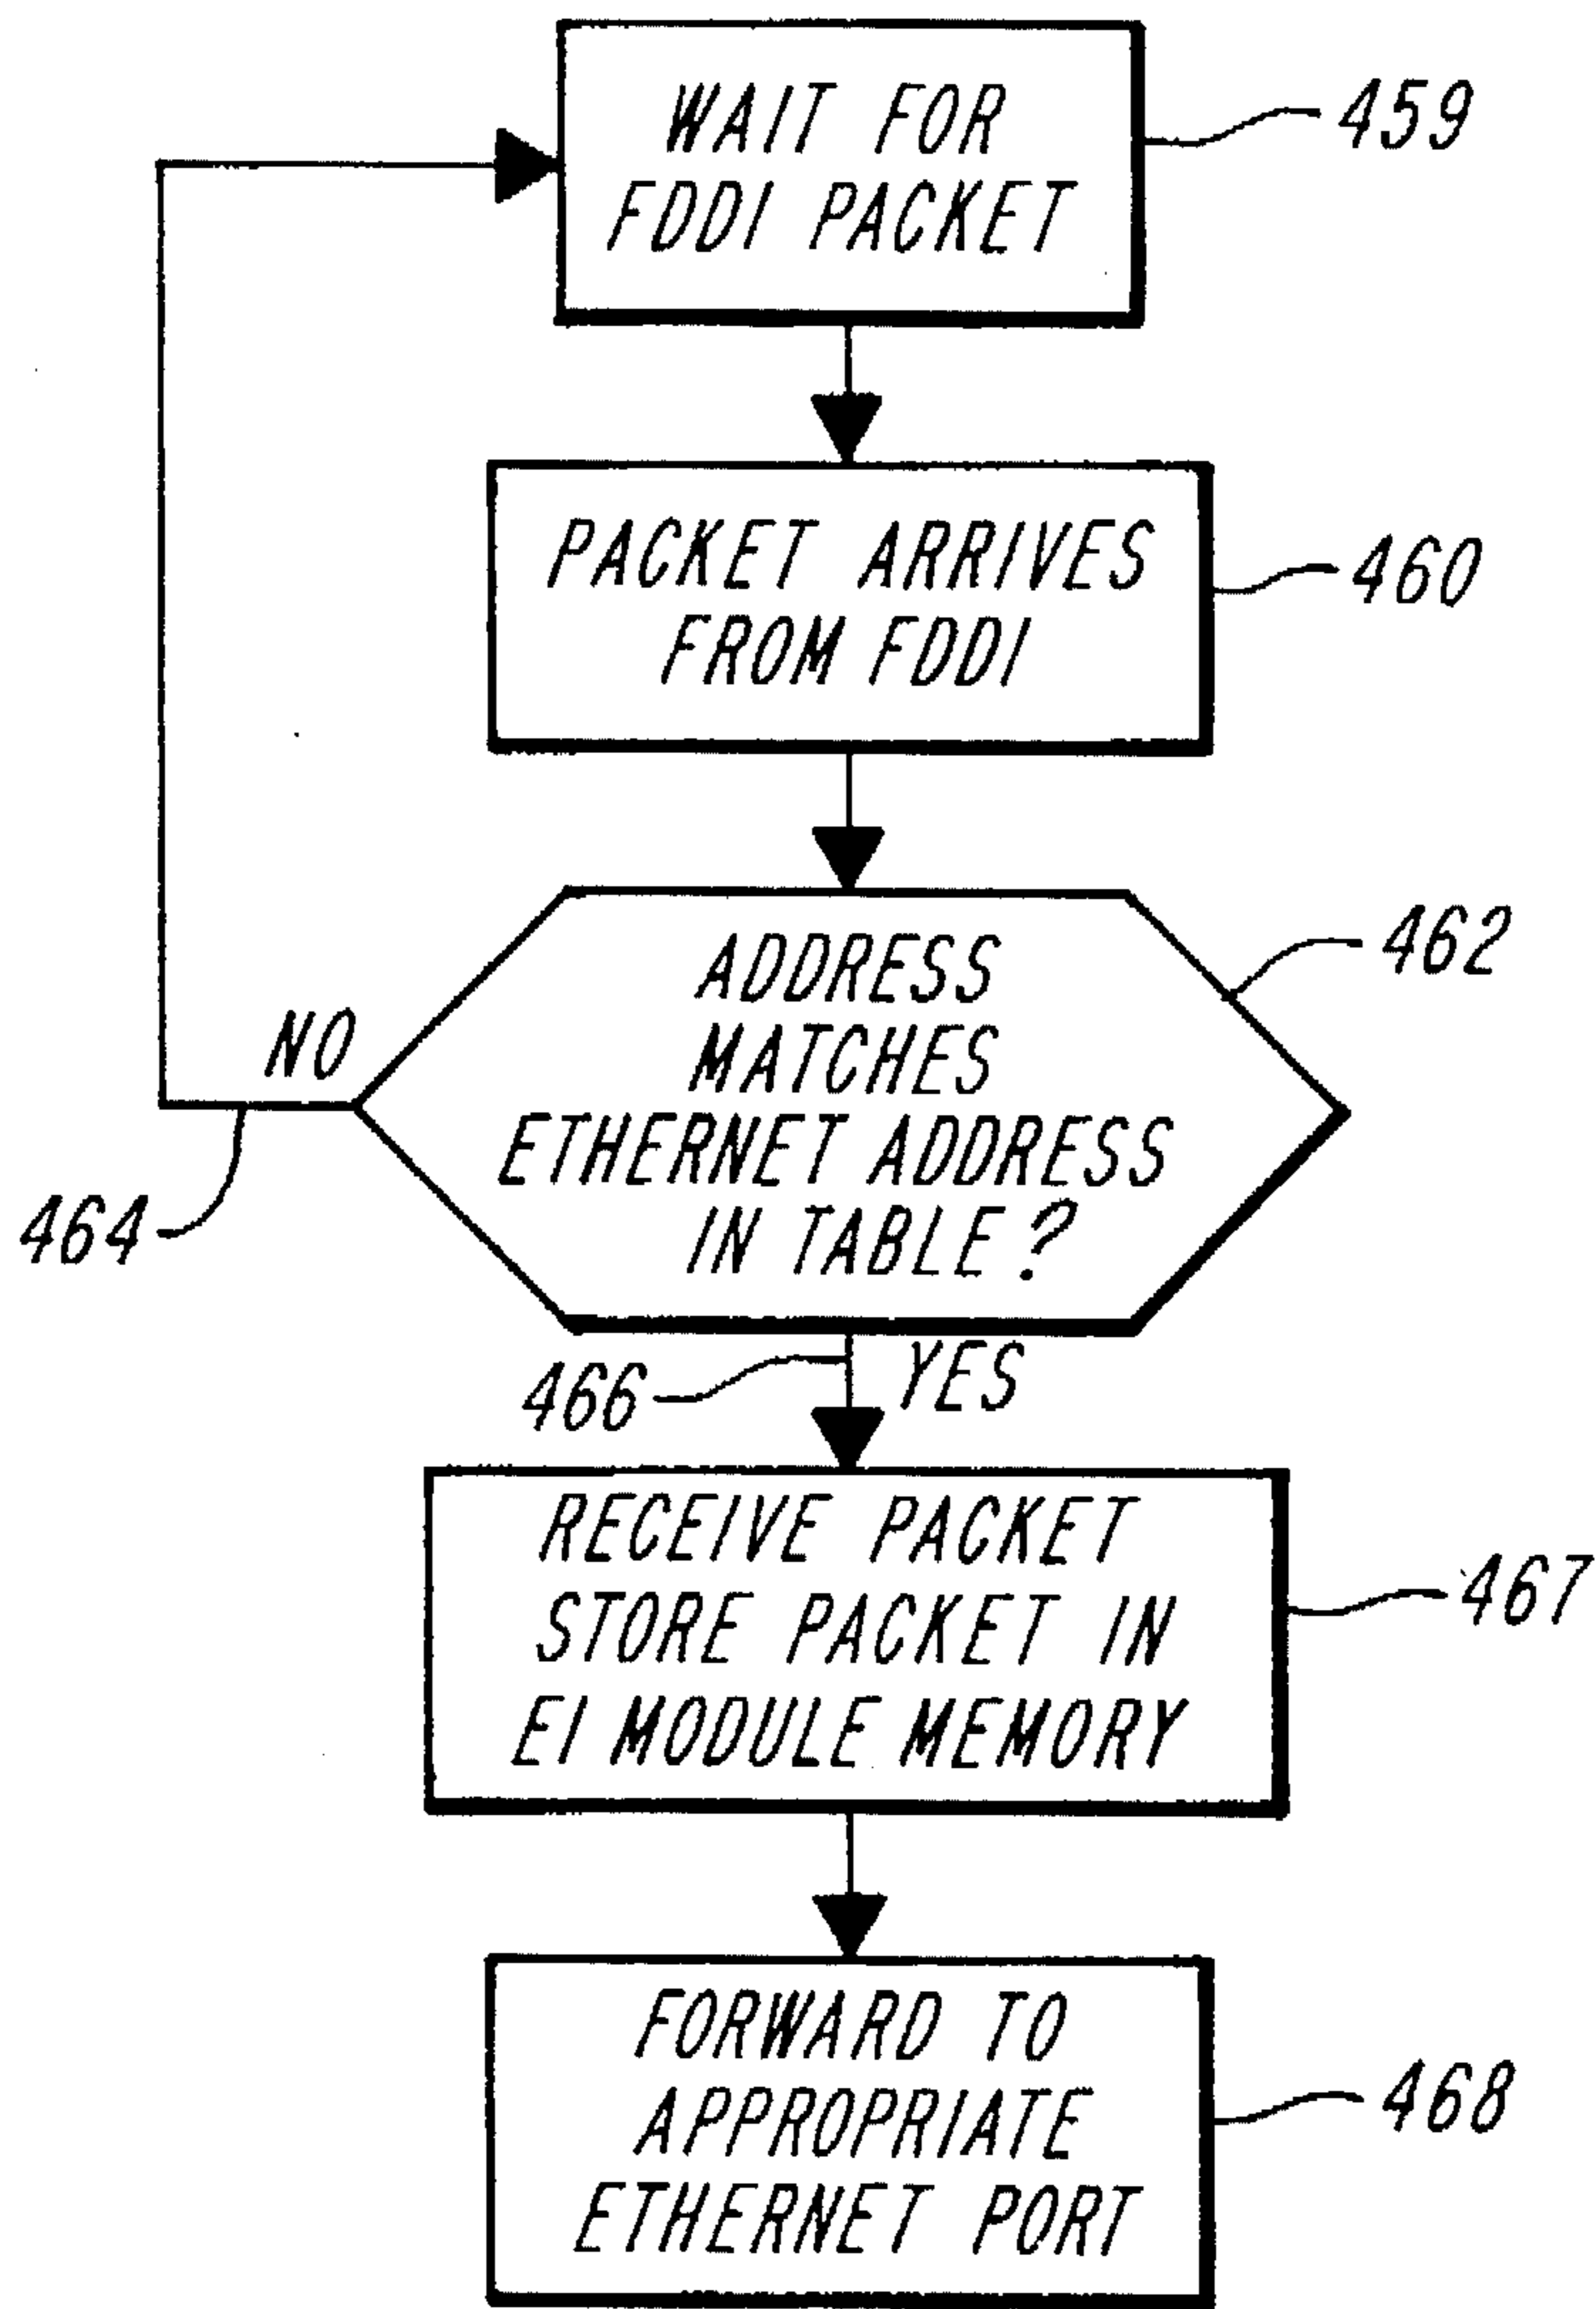 WAIT FOR
FDDI PACKET
459
PACKET ARRIVES
FROM FDDI
460
ADDRESS
MATCHES
ETHERNET ADDRESS
IN TABLE?
462
NO
464
466
YES
RECEIVE PACKET
STORE PACKET IN
EI MODULE MEMORY
467
FORWARD TO
APPROPRIATE
ETHERNET PORT
468